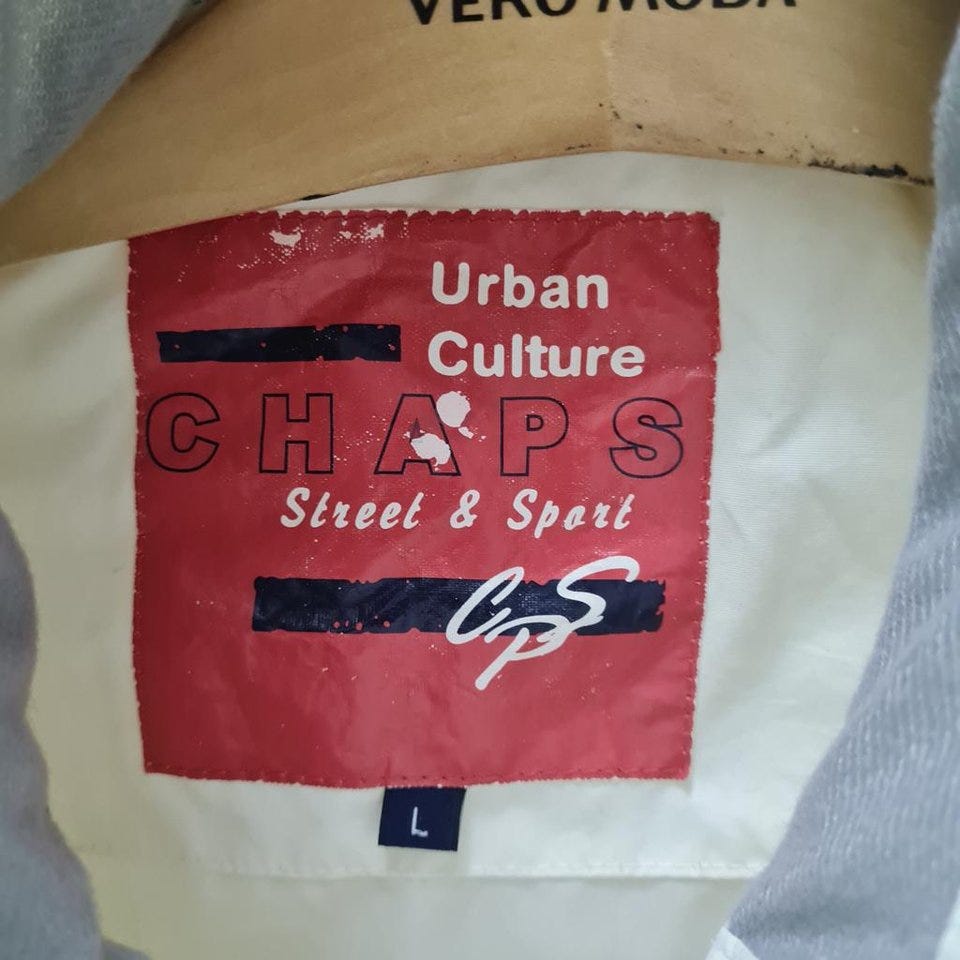 VERO MODA
Urban
Culture
CHAPS
Street & Sport
CPS
L